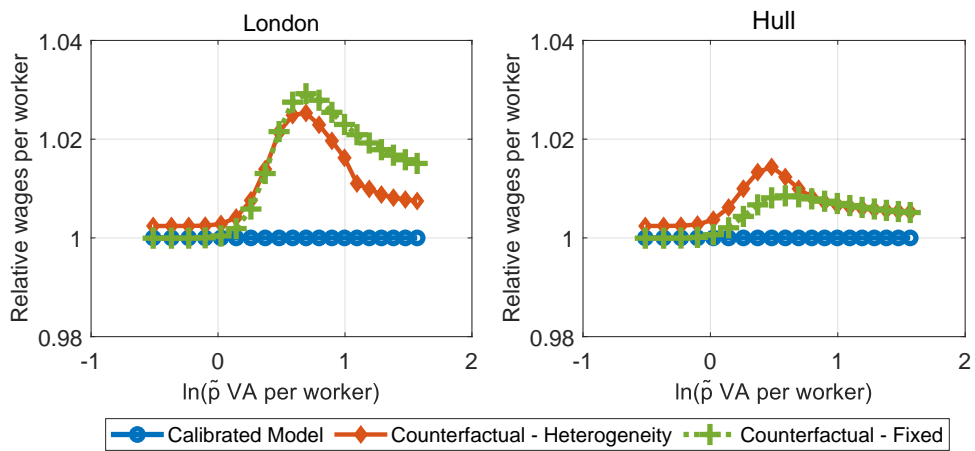 London
Relative wages per worker
1.04
1.02
1
0.98
-1
0
1
2
ln(p̃ VA per worker)
Hull
Relative wages per worker
1.04
1.02
1
0.98
-1
0
1
2
ln(p̃ VA per worker)
Calibrated Model Counterfactual - Heterogeneity Counterfactual - Fixed